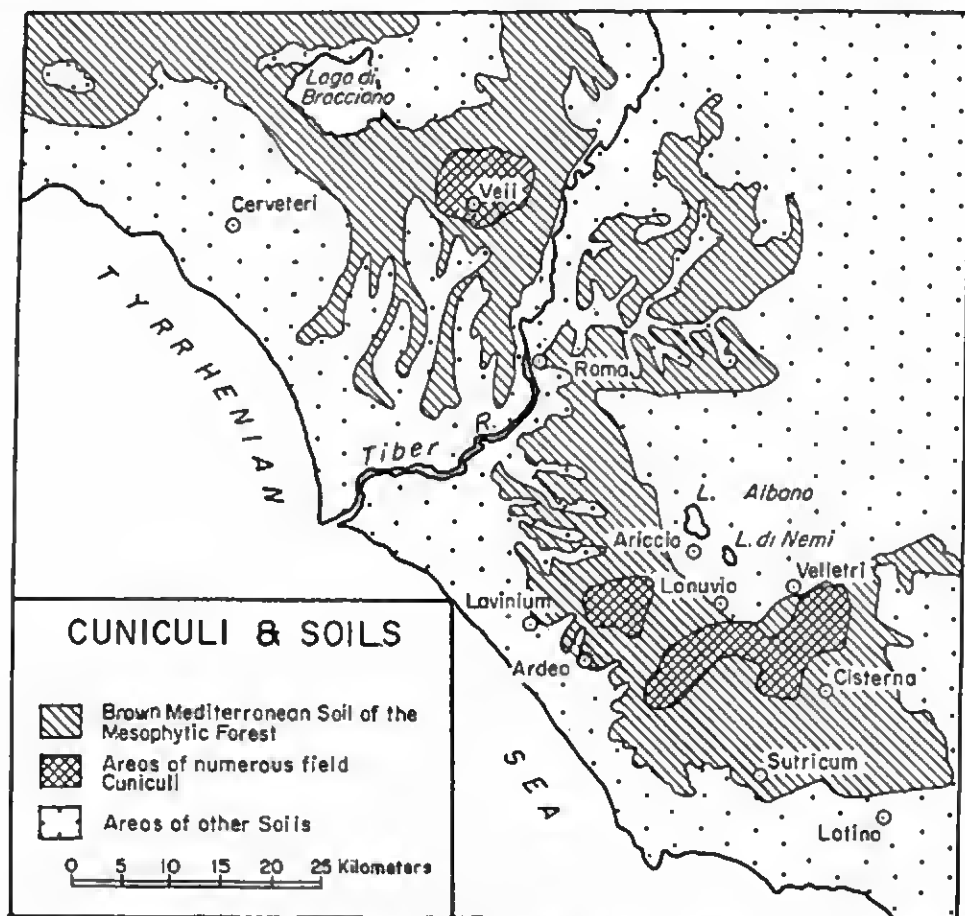 Lago di
Bracciano
Veii
Cerveteri
TYRRHENIAN
Roma
Tiber R.
L. Albano
Ariccia
L. di Nemi
Velletri
Lanuvio
Lavinium
Ardea
Cisterna
SEA
Sutricum
Latina
CUNICULI & SOILS
Brown Mediterranean Soil of the
Mesophytic Forest
Areas of numerous field
Cuniculi
Areas of other Soils
0 5 10 15 20 25 Kilometers